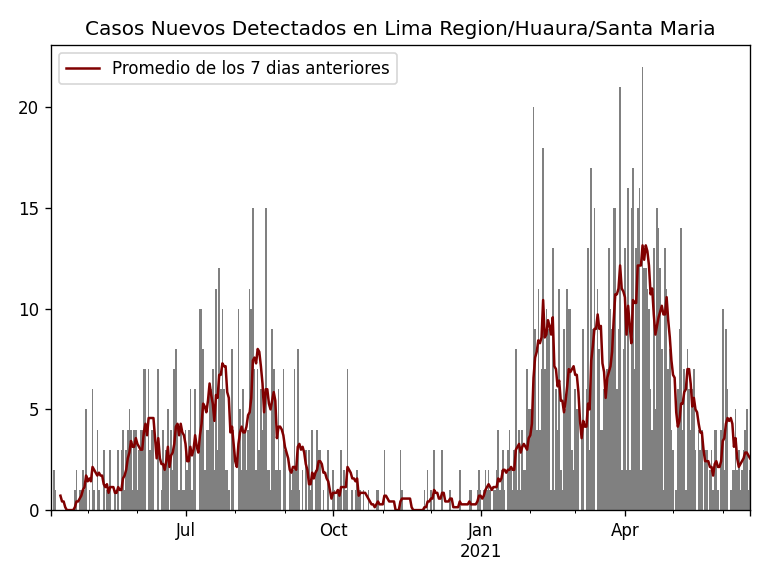 Casos Nuevos Detectados en Lima Region/Huaura/Santa Maria
Promedio de los 7 dias anteriores
20
15
10
5
0
Jul
Oct
Jan
2021
Apr